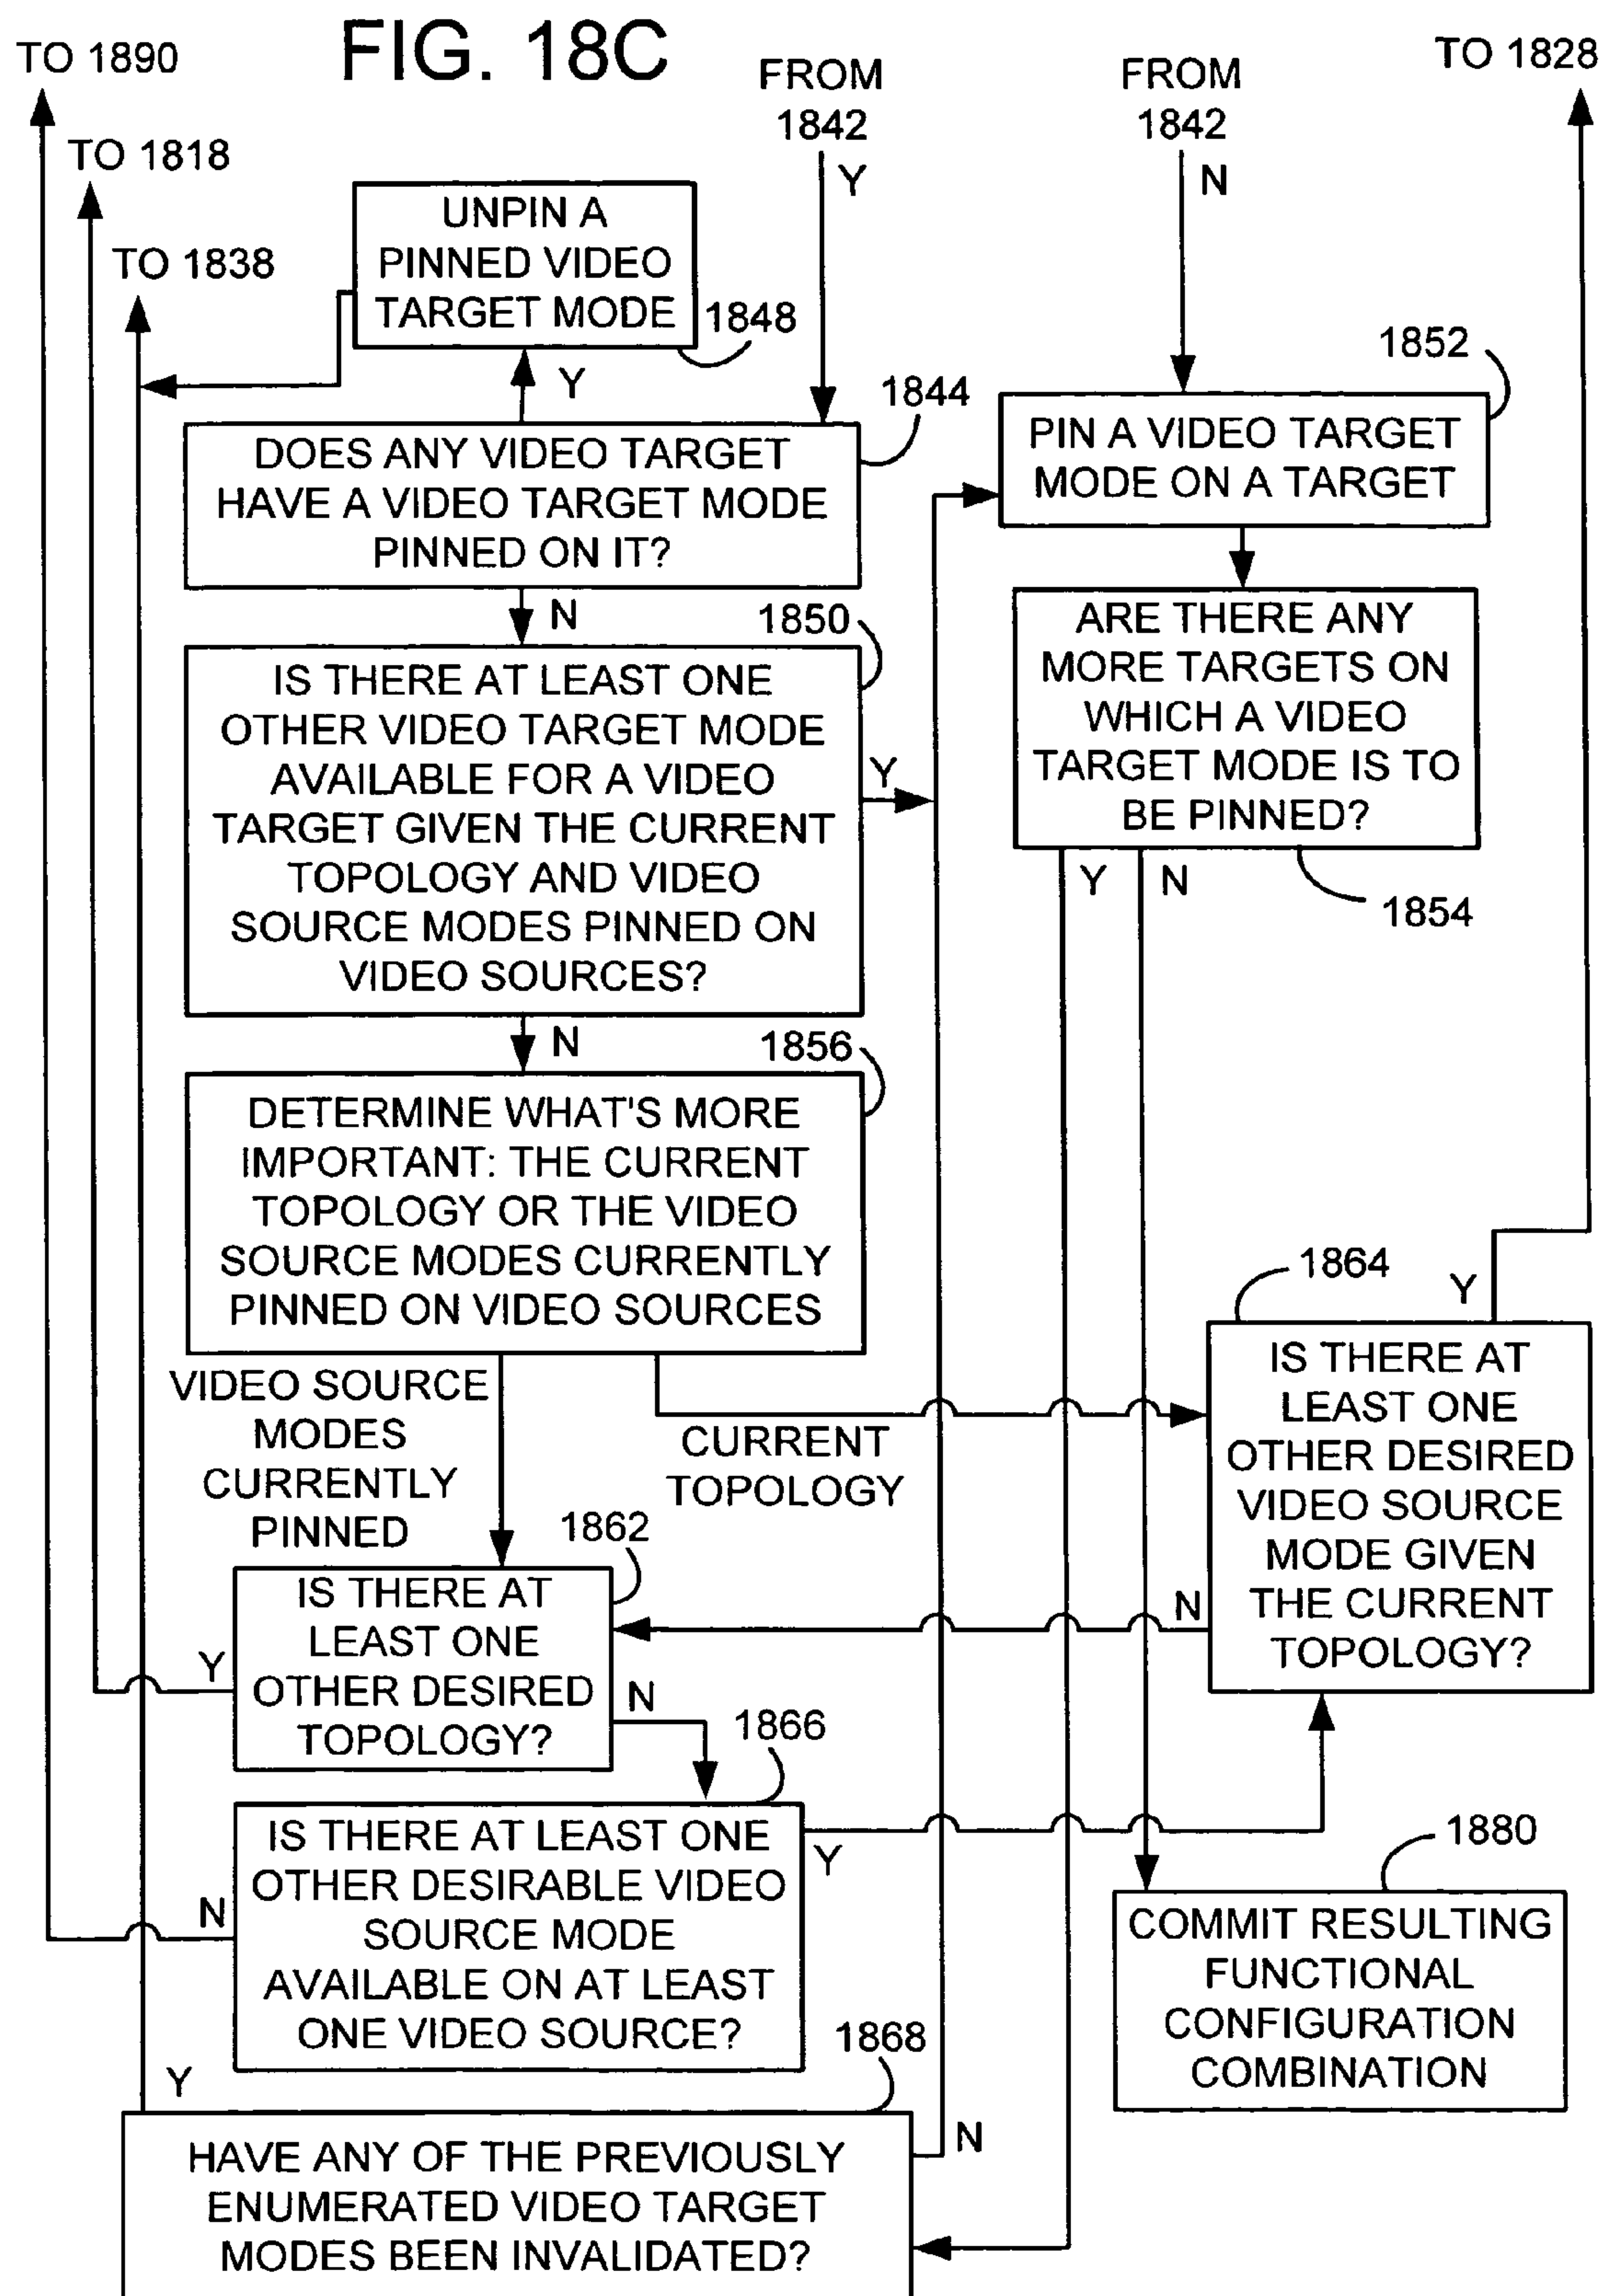 FIG. 18C
TO 1890
TO 1818
TO 1838
FROM
1842
Y
FROM
1842
N
TO 1828
UNPIN A
PINNED VIDEO
TARGET MODE
1848
Y
1844
DOES ANY VIDEO TARGET
HAVE A VIDEO TARGET MODE
PINNED ON IT?
N
1852
PIN A VIDEO TARGET
MODE ON A TARGET
1850
IS THERE AT LEAST ONE
OTHER VIDEO TARGET MODE
AVAILABLE FOR A VIDEO
TARGET GIVEN THE CURRENT
TOPOLOGY AND VIDEO
SOURCE MODES PINNED ON
VIDEO SOURCES?
Y
N
ARE THERE ANY
MORE TARGETS ON
WHICH A VIDEO
TARGET MODE IS TO
BE PINNED?
Y
N
1854
1856
DETERMINE WHAT'S MORE
IMPORTANT: THE CURRENT
TOPOLOGY OR THE VIDEO
SOURCE MODES CURRENTLY
PINNED ON VIDEO SOURCES
VIDEO SOURCE
MODES
CURRENTLY
PINNED
CURRENT
TOPOLOGY
1864
Y
IS THERE AT
LEAST ONE
OTHER DESIRED
VIDEO SOURCE
MODE GIVEN
THE CURRENT
TOPOLOGY?
N
1862
IS THERE AT
LEAST ONE
OTHER DESIRED
TOPOLOGY?
Y
N
1866
IS THERE AT LEAST ONE
OTHER DESIRABLE VIDEO
SOURCE MODE
AVAILABLE ON AT LEAST
ONE VIDEO SOURCE?
Y
N
1880
COMMIT RESULTING
FUNCTIONAL
CONFIGURATION
COMBINATION
1868
Y
N
HAVE ANY OF THE PREVIOUSLY
ENUMERATED VIDEO TARGET
MODES BEEN INVALIDATED?